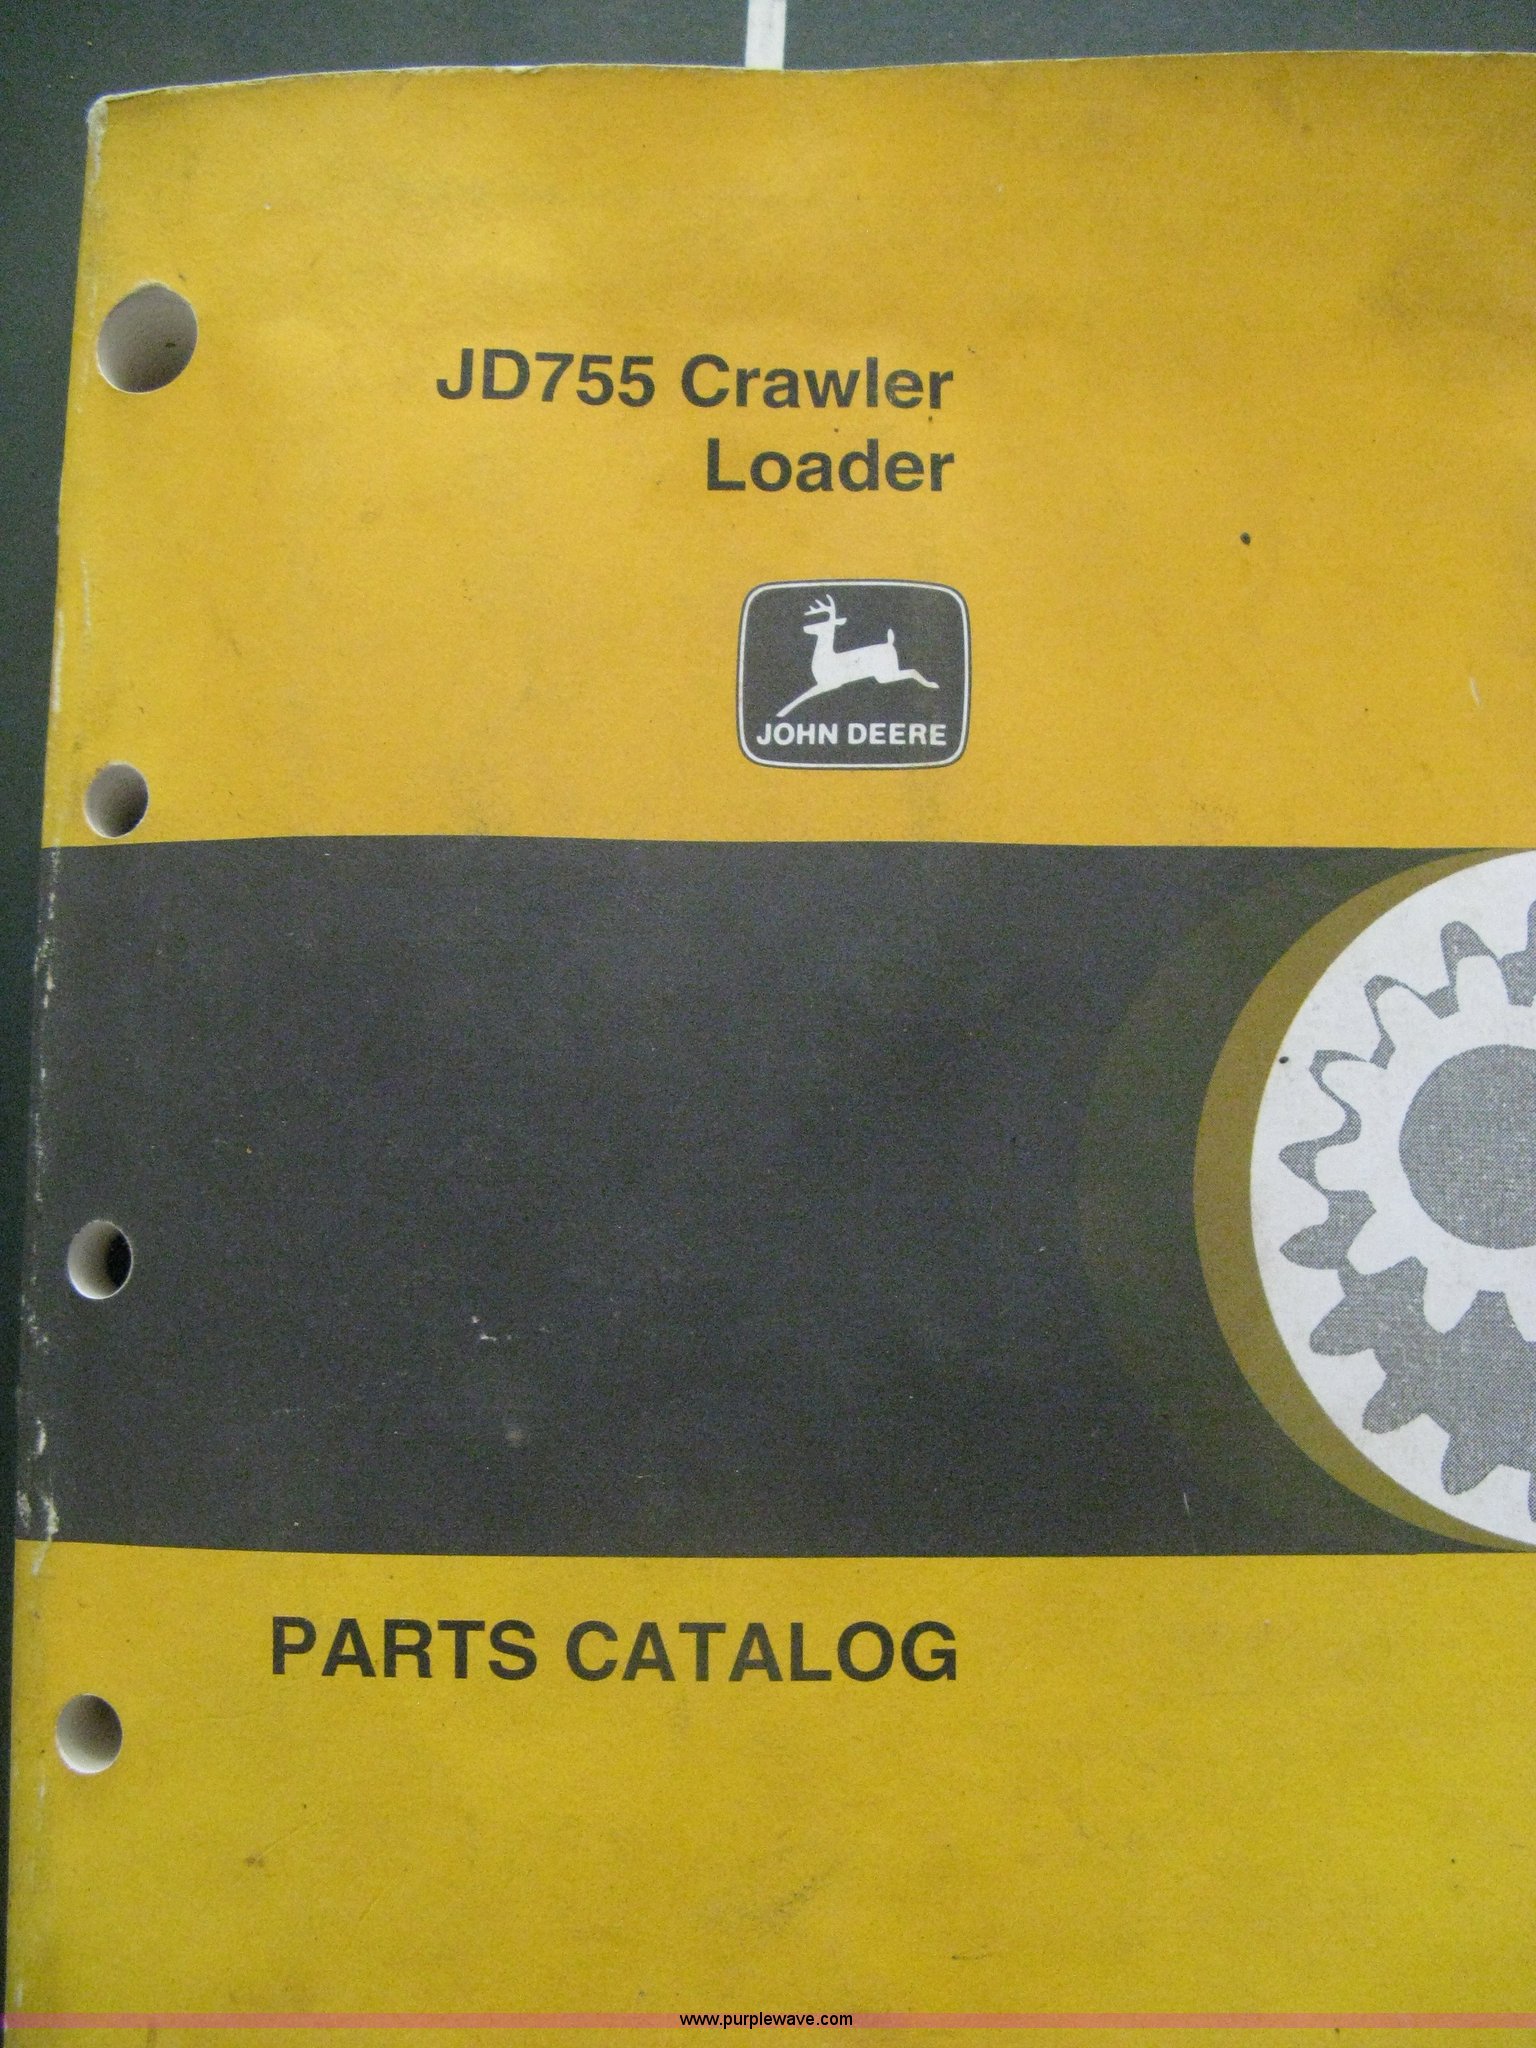 JD755 Crawler
Loader
JOHN DEERE
PARTS CATALOG
www.purplewave.com